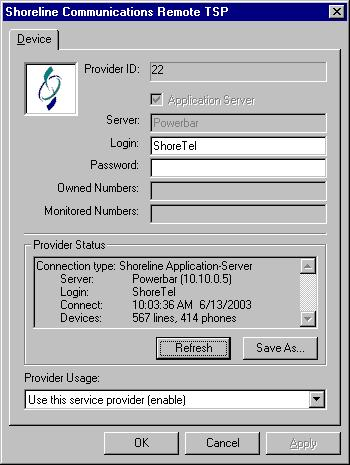 Shoreline Communications Remote TSP
Device
Provider ID: 22
Application Server
Server: Powerbar
Login: ShoreTel
Password:
Owned Numbers:
Monitored Numbers:
Provider Status
Connection type: Shoreline Application-Server
Server: Powerbar (10.10.0.5)
Login: ShoreTel
Connect: 10:03:36 AM 6/13/2003
Devices: 567 lines, 414 phones
Refresh Save As...
Provider Usage:
Use this service provider (enable)
OK Cancel Apply